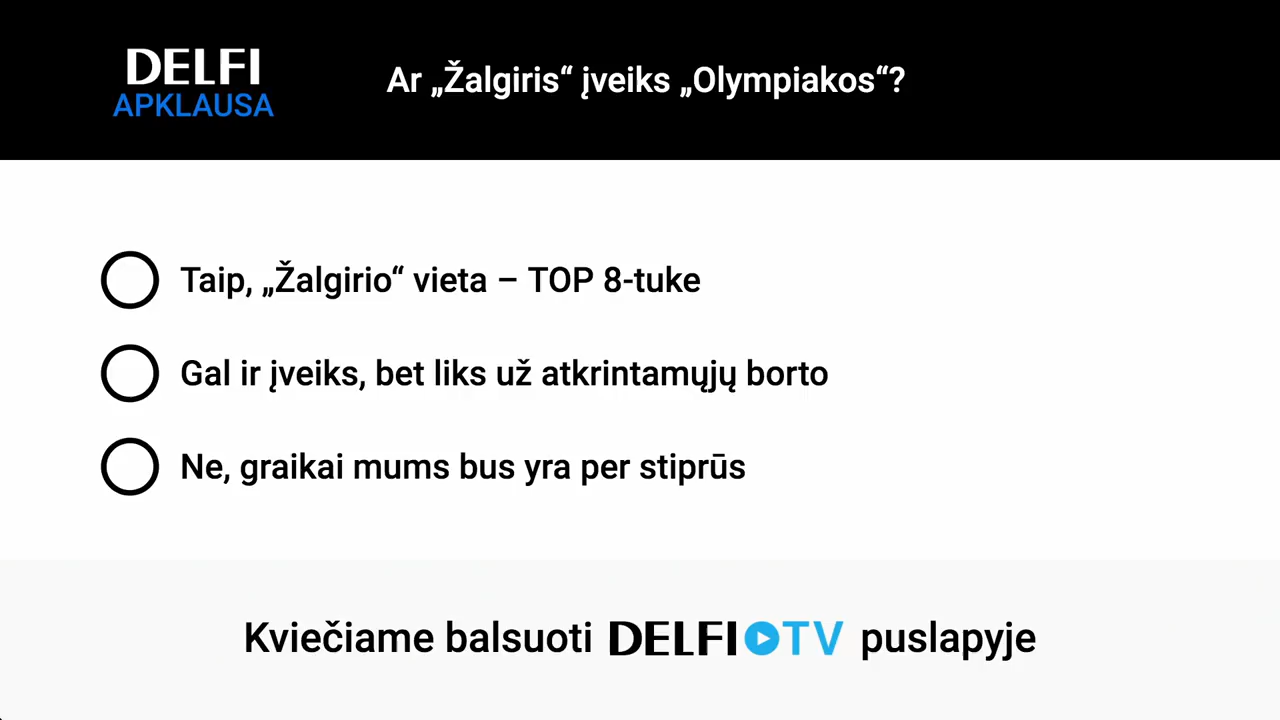 DELFI
APKLAUSA
Ar „Žalgiris“ įveiks „Olympiakos“?
Taip, „Žalgirio“ vieta – TOP 8-tuke
Gal ir įveiks, bet liks už atkrintamųjų borto
Ne, graikai mums bus yra per stiprūs
Kviečiame balsuoti DELFI TV puslapyje